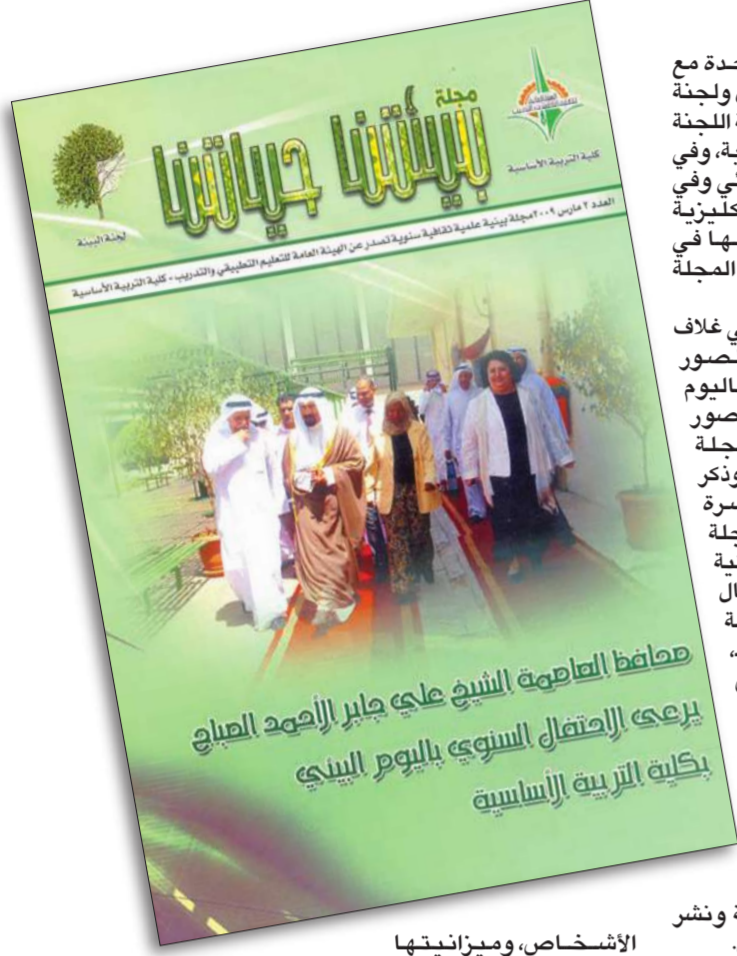 مجلة
بيئتنا حياتنا
كلية التربية الأساسية
لجنة البيئة
العدد ٢ مارس ٢٠٠٩ مجلة بيئية علمية ثقافية سنوية تصدر عن الهيئة العامة للتعليم التطبيقي والتدريب - كلية التربية الأساسية
محافظ العاصمة الشيخ علي جابر الأحمد الصباح
يرعى الاحتفال السنوي باليوم البيئي
بكلية التربية الأساسية
حدة مع
ولجنة
ة اللجنة
ية، وفي
لي وفي
كليزية
ها في
المجلة
ي غلاف
صور
اليوم
صور
جلة
وذكر
سرة
جلة
ية
ال
ة
ة ونشر
الأشخاص، وميزانيتها